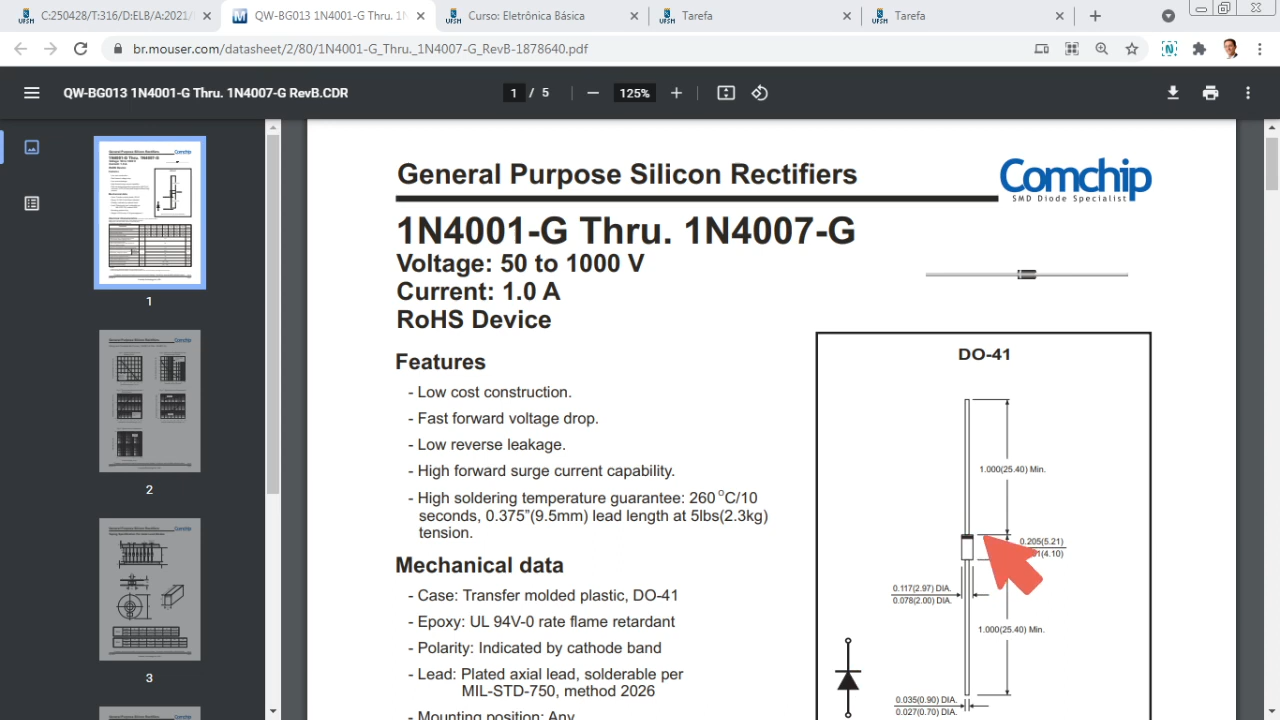 C:250428/T:316/D:ELB/A:2021/
QW-BG013 1N4001-G Thru. 1N
Curso: Eletrônica Básica
Tarefa
Tarefa
br.mouser.com/datasheet/2/80/1N4001-G_Thru._1N4007-G_RevB-1878640.pdf
QW-BG013 1N4001-G Thru. 1N4007-G RevB.CDR
1 / 5
125%
1
2
3
General Purpose Silicon Rectifiers
Comchip
SMD Diode Specialist
1N4001-G Thru. 1N4007-G
Voltage: 50 to 1000 V
Current: 1.0 A
RoHS Device
Features
- Low cost construction.
- Fast forward voltage drop.
- Low reverse leakage.
- High forward surge current capability.
- High soldering temperature guarantee: 260°C/10
seconds, 0.375”(9.5mm) lead length at 5lbs(2.3kg)
tension.
Mechanical data
- Case: Transfer molded plastic, DO-41
- Epoxy: UL 94V-0 rate flame retardant
- Polarity: Indicated by cathode band
- Lead: Plated axial lead, solderable per
MIL-STD-750, method 2026
- Mounting position: Any
DO-41
1.000(25.40) Min.
0.205(5.21)
(4.10)
0.117(2.97) DIA.
0.078(2.00) DIA.
1.000(25.40) Min.
0.035(0.90) DIA.
0.027(0.70) DIA.